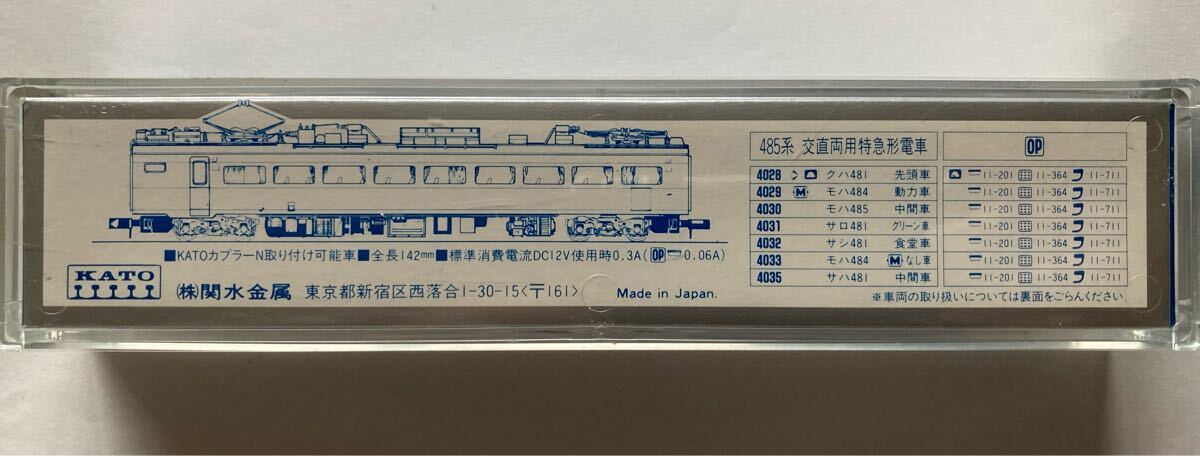 ■KATOカプラーN取り付け可能車 ■全長142mm ■標準消費電流DC12V使用時0.3A(OP 0.06A)
KATO
(株)関水金属 東京都新宿区西落合1-30-15〈〒161〉 Made in Japan.
485系 交直両用特急形電車 OP
4028 クハ481 先頭車 11-201 11-364 11-711
4029 M モハ484 動力車 11-201 11-364 11-711
4030 モハ485 中間車 11-201 11-364 11-711
4031 サロ481 グリーン車 11-201 11-364 11-711
4032 サシ481 食堂車 11-201 11-364 11-711
4033 モハ484 Mなし車 11-201 11-364 11-711
4035 サハ481 中間車 11-201 11-364 11-711
※車両の取り扱いについては裏面をごらんください